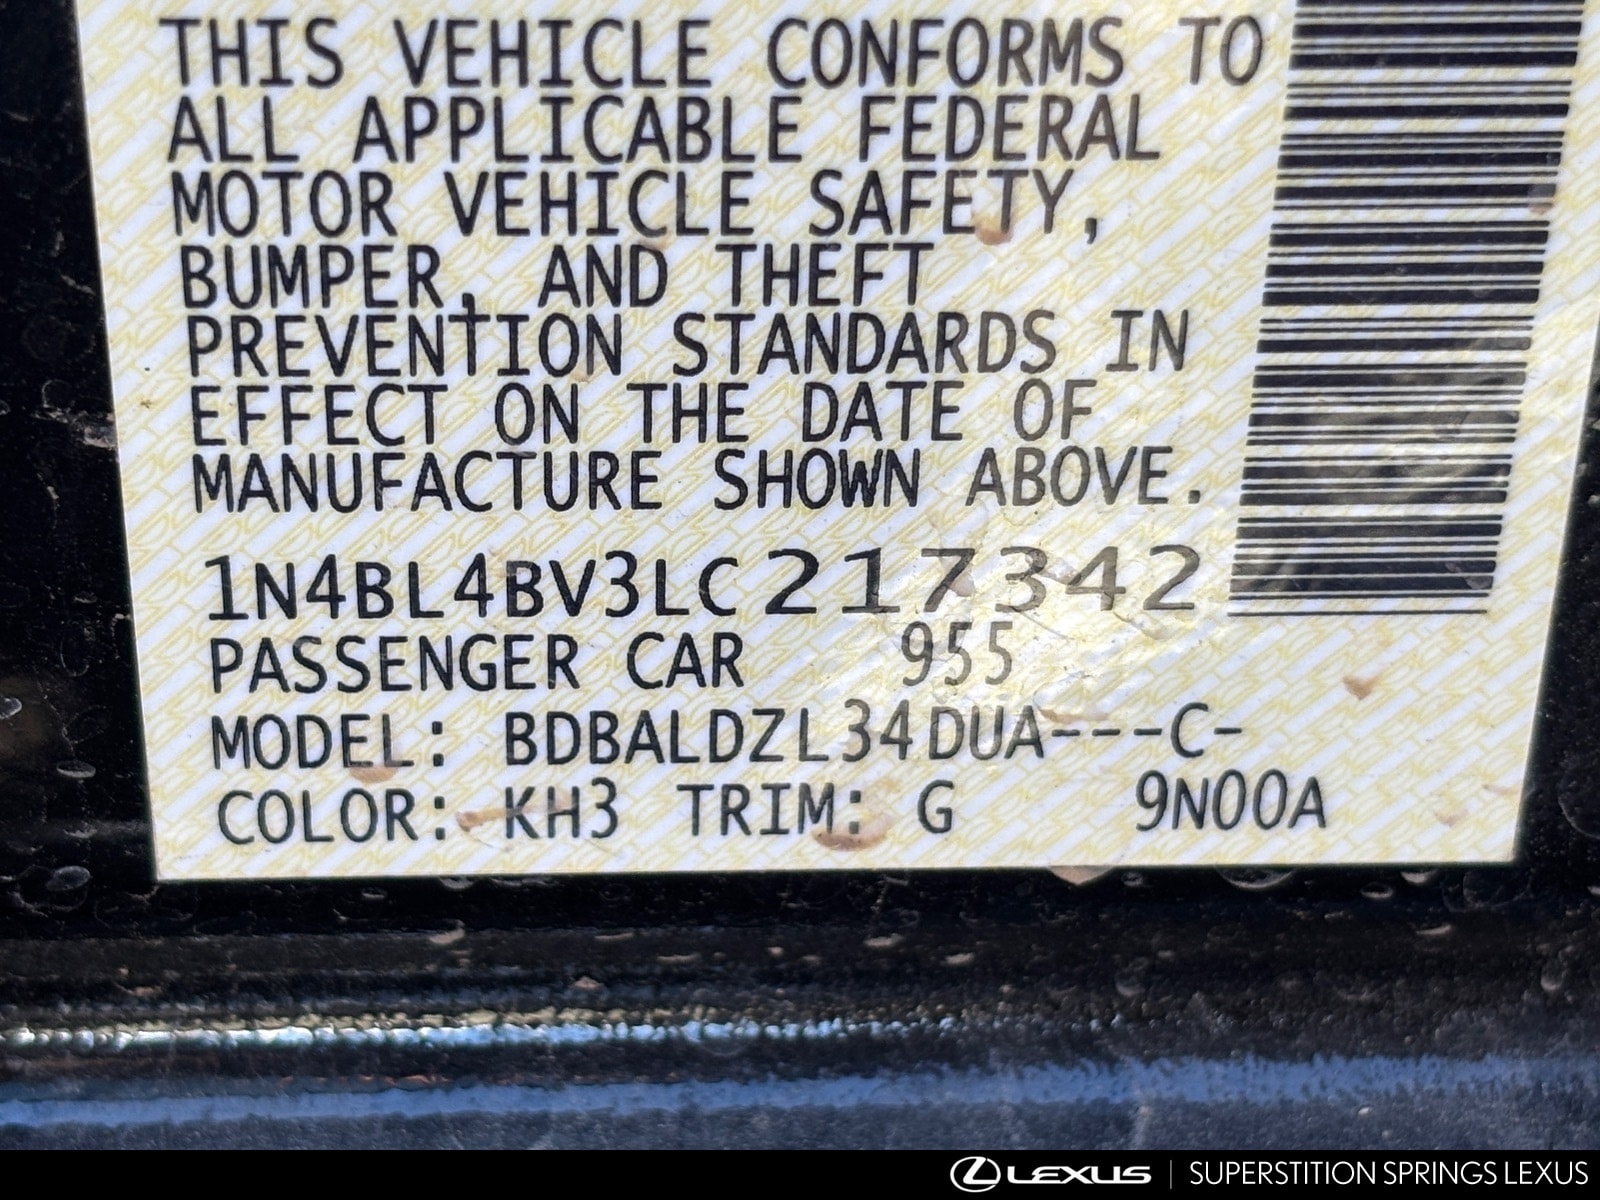 THIS VEHICLE CONFORMS TO
ALL APPLICABLE FEDERAL
MOTOR VEHICLE SAFETY,
BUMPER, AND THEFT
PREVENTION STANDARDS IN
EFFECT ON THE DATE OF
MANUFACTURE SHOWN ABOVE.
1N4BL4BV3LC217342
PASSENGER CAR 955
MODEL: BDBALDZL34DUA---C-
COLOR: KH3 TRIM: G 9N00A
LEXUS | SUPERSTITION SPRINGS LEXUS